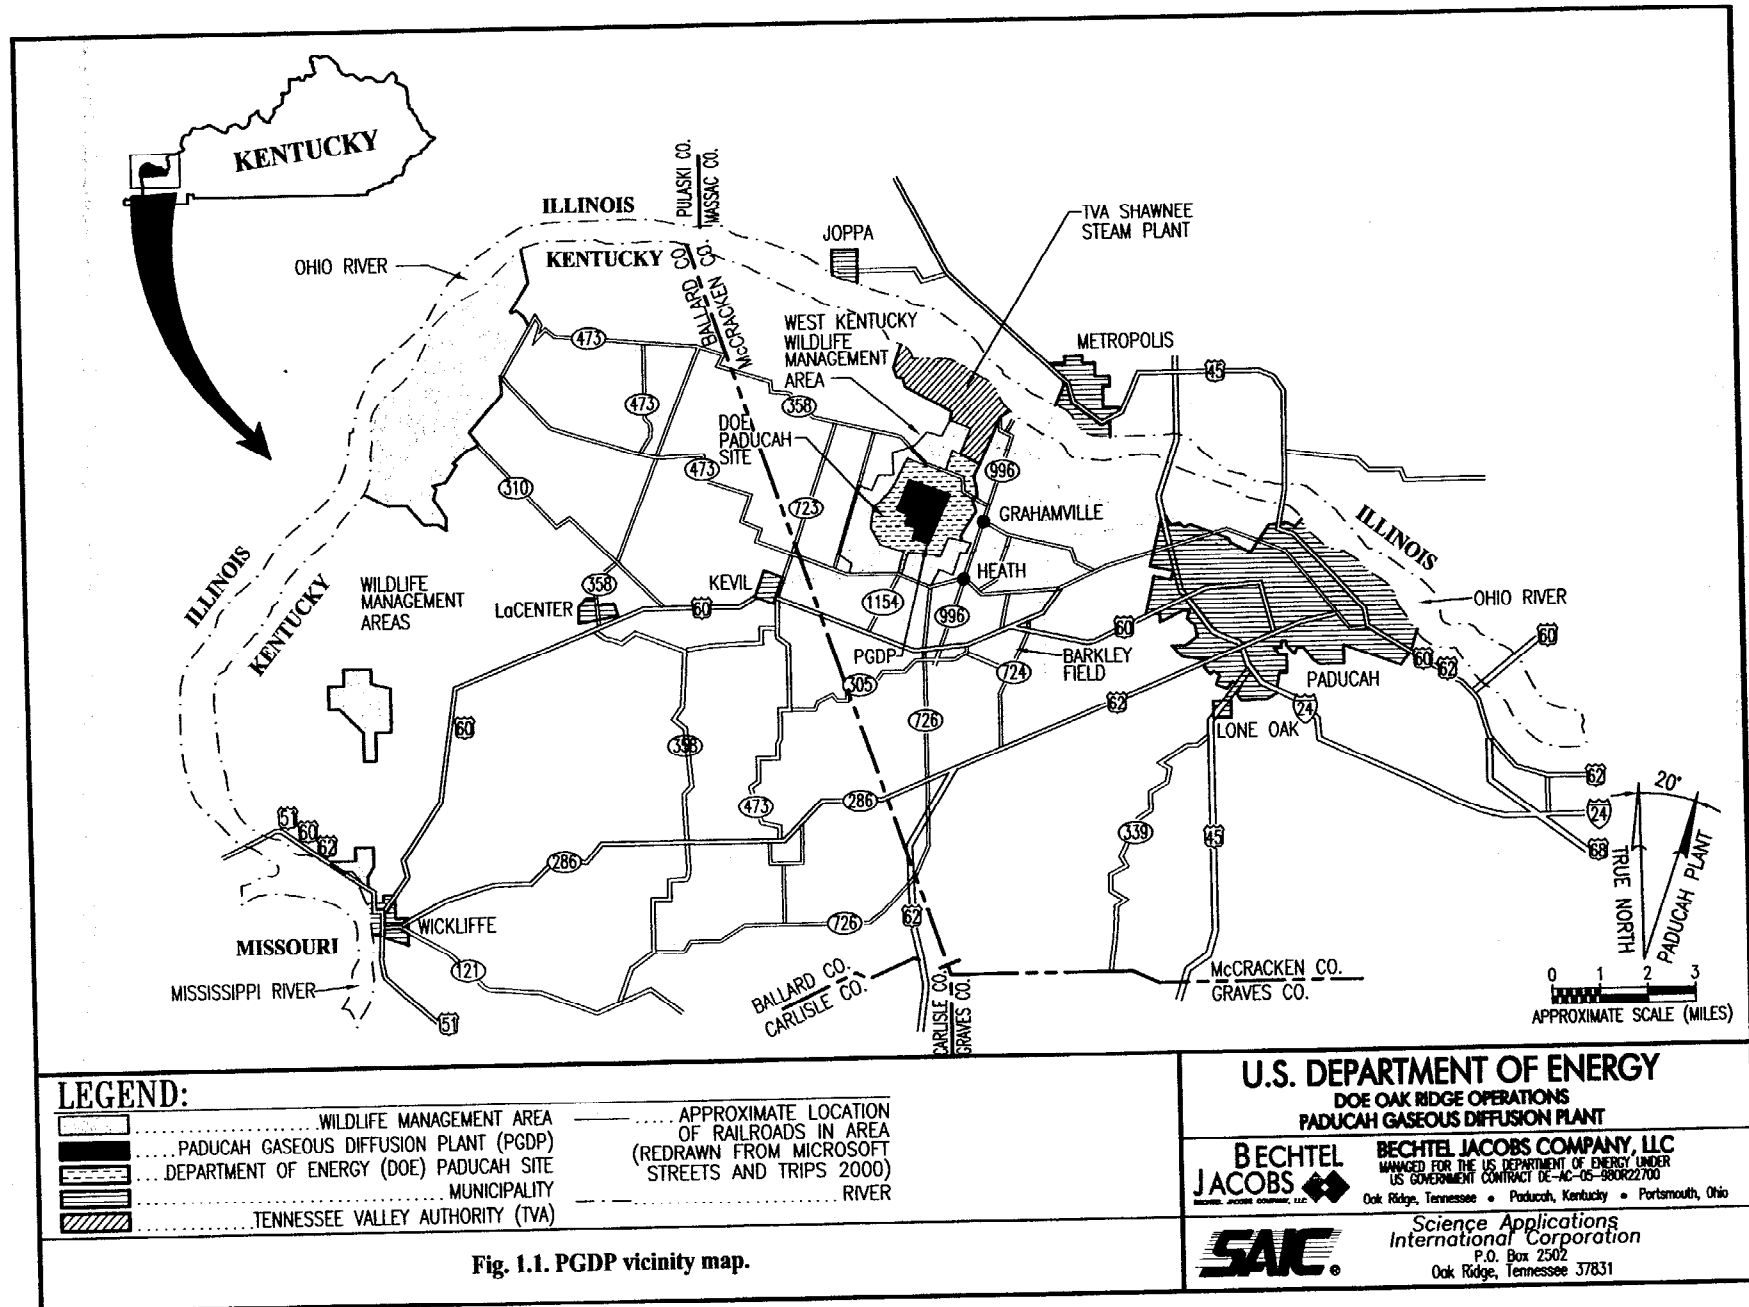 KENTUCKY
ILLINOIS
KENTUCKY
PULASKI CO.
MASSAC CO.
OHIO RIVER
JOPPA
TVA SHAWNEE
STEAM PLANT
BALLARD CO.
McCRACKEN CO.
WEST KENTUCKY
WILDLIFE
MANAGEMENT
AREA
METROPOLIS
45
473
473
358
DOE
PADUCAH
SITE
473
310
723
996
GRAHAMVILLE
ILLINOIS
ILLINOIS
KENTUCKY
WILDLIFE
MANAGEMENT
AREAS
358
KEVIL
HEATH
LaCENTER
60
1154
996
60
OHIO RIVER
60
PGDP
BARKLEY
FIELD
60
62
305
724
PADUCAH
62
24
726
LONE OAK
60
358
62
20°
473
286
24
51
60
62
339
45
68
286
TRUE NORTH
PADUCAH PLANT
WICKLIFFE
726
62
MISSOURI
121
BALLARD CO.
CARLISLE CO.
McCRACKEN CO.
GRAVES CO.
MISSISSIPPI RIVER
51
CARLISLE CO.
GRAVES CO.
0 1 2 3
APPROXIMATE SCALE (MILES)
LEGEND:
WILDLIFE MANAGEMENT AREA
PADUCAH GASEOUS DIFFUSION PLANT (PGDP)
DEPARTMENT OF ENERGY (DOE) PADUCAH SITE
MUNICIPALITY
TENNESSEE VALLEY AUTHORITY (TVA)
APPROXIMATE LOCATION
OF RAILROADS IN AREA
(REDRAWN FROM MICROSOFT
STREETS AND TRIPS 2000)
RIVER
Fig. 1.1. PGDP vicinity map.
U.S. DEPARTMENT OF ENERGY
DOE OAK RIDGE OPERATIONS
PADUCAH GASEOUS DIFFUSION PLANT
BECHTEL
JACOBS
BECHTEL JACOBS COMPANY, LLC
BECHTEL JACOBS COMPANY, LLC
MANAGED FOR THE US DEPARTMENT OF ENERGY UNDER
US GOVERNMENT CONTRACT DE-AC-05-98OR22700
Oak Ridge, Tennessee • Paducah, Kentucky • Portsmouth, Ohio
SAIC®
Science Applications
International Corporation
P.O. Box 2502
Oak Ridge, Tennessee 37831